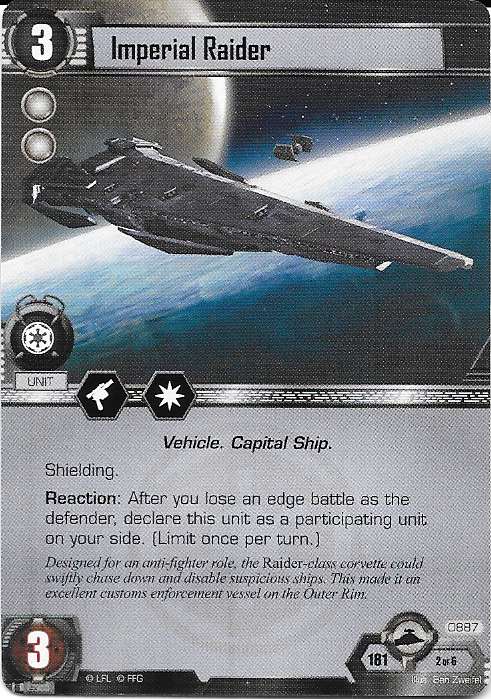 3
Imperial Raider
UNIT
Vehicle. Capital Ship.
Shielding.
Reaction: After you lose an edge battle as the
defender, declare this unit as a participating unit
on your side. (Limit once per turn.)
Designed for an anti-fighter role, the Raider-class corvette could
swiftly chase down and disable suspicious ships. This made it an
excellent customs enforcement vessel on the Outer Rim.
3
0887
181
2 of 6
© LFL © FFG
Ben Zweifel